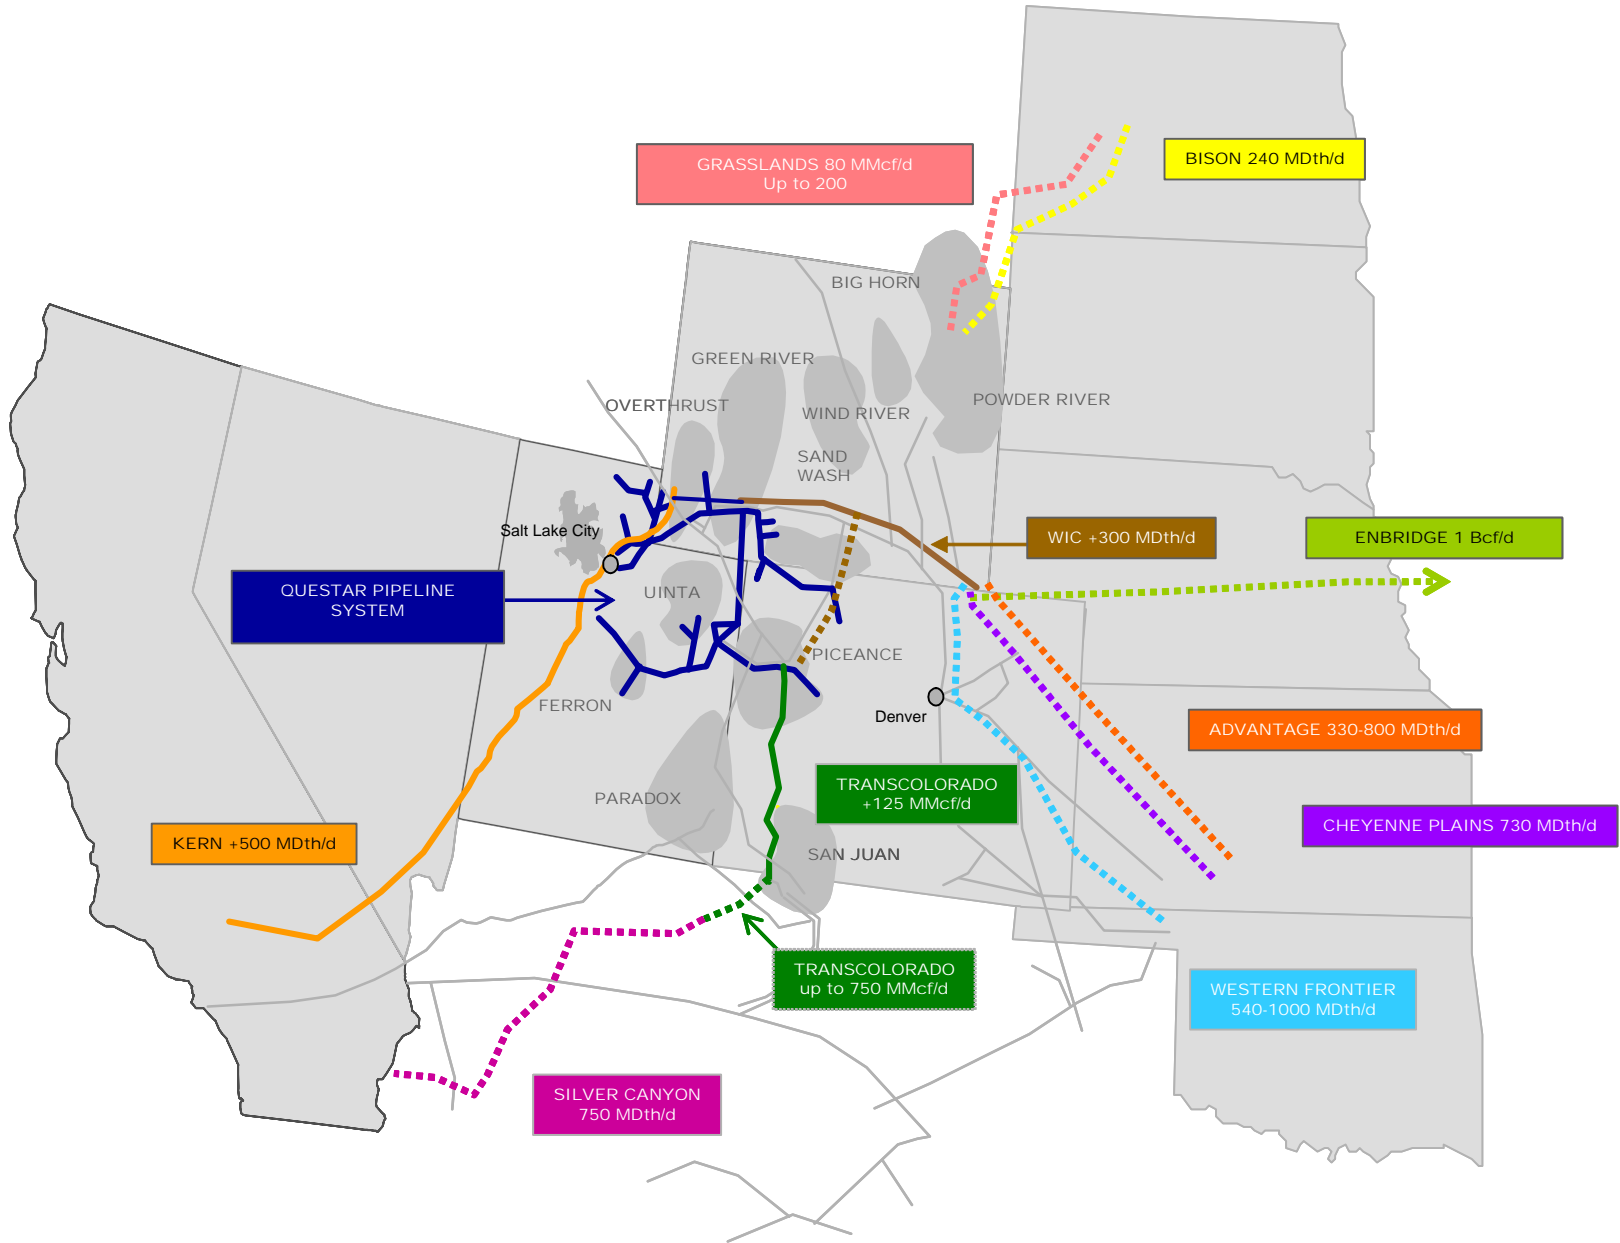 BISON 240 MDth/d
GRASSLANDS 80 MMcf/d
Up to 200
BIG HORN
GREEN RIVER
POWDER RIVER
OVERTHRUST
WIND RIVER
SAND
WASH
Salt Lake City
WIC +300 MDth/d
ENBRIDGE 1 Bcf/d
QUESTAR PIPELINE
SYSTEM
UINTA
PICEANCE
FERRON
Denver
ADVANTAGE 330-800 MDth/d
TRANSCOLORADO
+125 MMcf/d
PARADOX
CHEYENNE PLAINS 730 MDth/d
KERN +500 MDth/d
SAN JUAN
TRANSCOLORADO
up to 750 MMcf/d
WESTERN FRONTIER
540-1000 MDth/d
SILVER CANYON
750 MDth/d